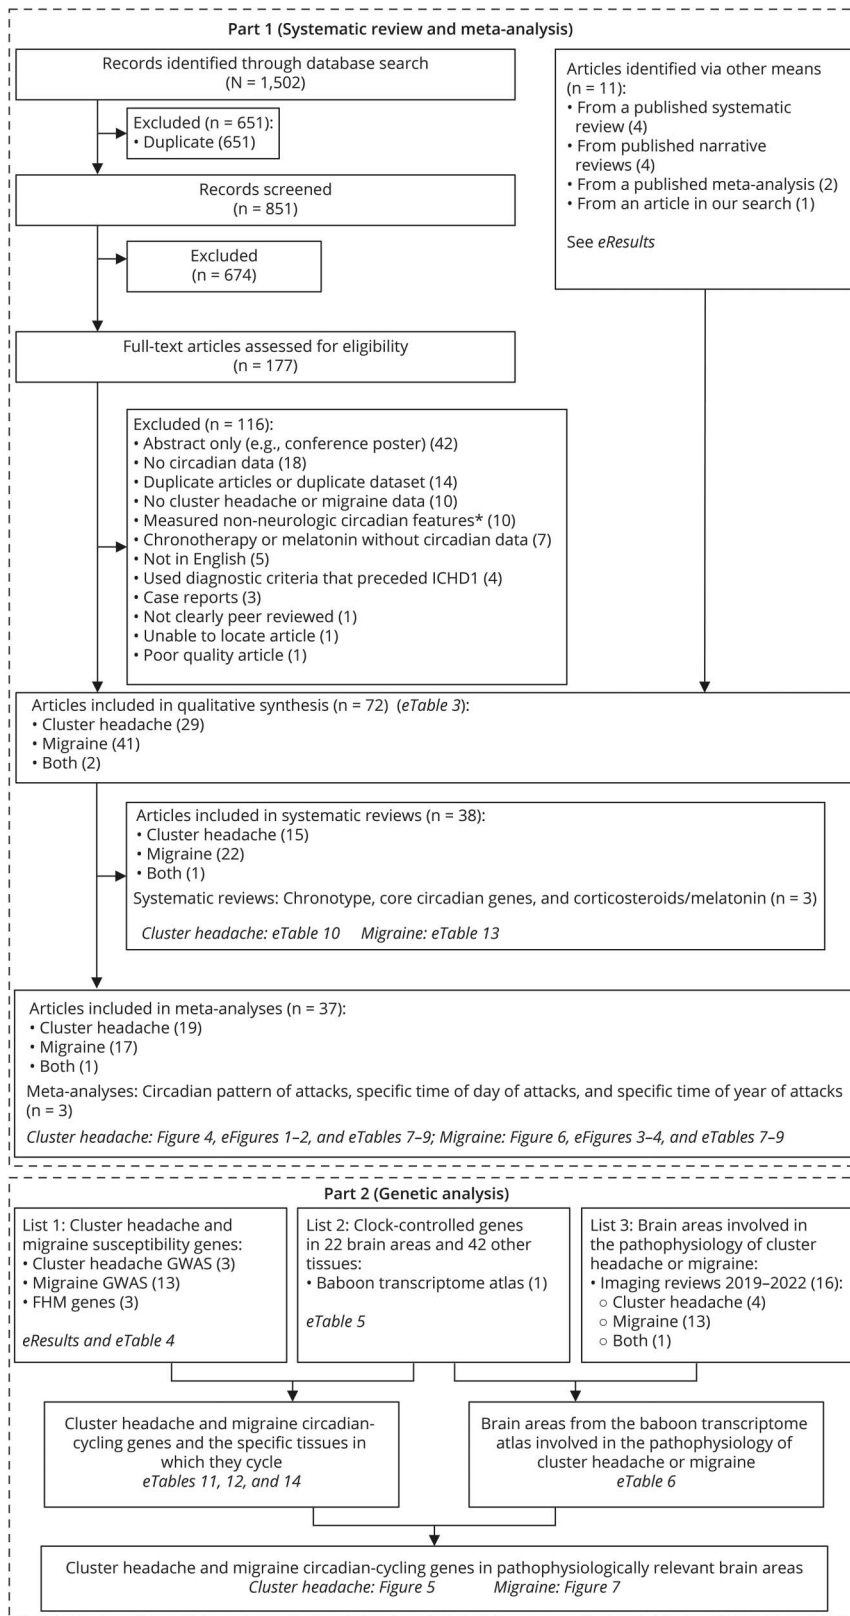 Part 1 (Systematic review and meta-analysis)
Records identified through database search
(N = 1,502)
Excluded (n = 651):
• Duplicate (651)
Records screened
(n = 851)
Excluded
(n = 674)
Full-text articles assessed for eligibility
(n = 177)
Articles identified via other means
(n = 11):
• From a published systematic
review (4)
• From published narrative
reviews (4)
• From a published meta-analysis (2)
• From an article in our search (1)
See eResults
Excluded (n = 116):
• Abstract only (e.g., conference poster) (42)
• No circadian data (18)
• Duplicate articles or duplicate dataset (14)
• No cluster headache or migraine data (10)
• Measured non-neurologic circadian features* (10)
• Chronotherapy or melatonin without circadian data (7)
• Not in English (5)
• Used diagnostic criteria that preceded ICHD1 (4)
• Case reports (3)
• Not clearly peer reviewed (1)
• Unable to locate article (1)
• Poor quality article (1)
Articles included in qualitative synthesis (n = 72) (eTable 3):
• Cluster headache (29)
• Migraine (41)
• Both (2)
Articles included in systematic reviews (n = 38):
• Cluster headache (15)
• Migraine (22)
• Both (1)
Systematic reviews: Chronotype, core circadian genes, and corticosteroids/melatonin (n = 3)
Cluster headache: eTable 10 Migraine: eTable 13
Articles included in meta-analyses (n = 37):
• Cluster headache (19)
• Migraine (17)
• Both (1)
Meta-analyses: Circadian pattern of attacks, specific time of day of attacks, and specific time of year of attacks
(n = 3)
Cluster headache: Figure 4, eFigures 1–2, and eTables 7–9; Migraine: Figure 6, eFigures 3–4, and eTables 7–9
Part 2 (Genetic analysis)
List 1: Cluster headache and
migraine susceptibility genes:
• Cluster headache GWAS (3)
• Migraine GWAS (13)
• FHM genes (3)
eResults and eTable 4
List 2: Clock-controlled genes
in 22 brain areas and 42 other
tissues:
• Baboon transcriptome atlas (1)
eTable 5
List 3: Brain areas involved in
the pathophysiology of cluster
headache or migraine:
• Imaging reviews 2019–2022 (16):
○ Cluster headache (4)
○ Migraine (13)
○ Both (1)
Cluster headache and migraine circadian-
cycling genes and the specific tissues in
which they cycle
eTables 11, 12, and 14
Brain areas from the baboon transcriptome
atlas involved in the pathophysiology of
cluster headache or migraine
eTable 6
Cluster headache and migraine circadian-cycling genes in pathophysiologically relevant brain areas
Cluster headache: Figure 5 Migraine: Figure 7